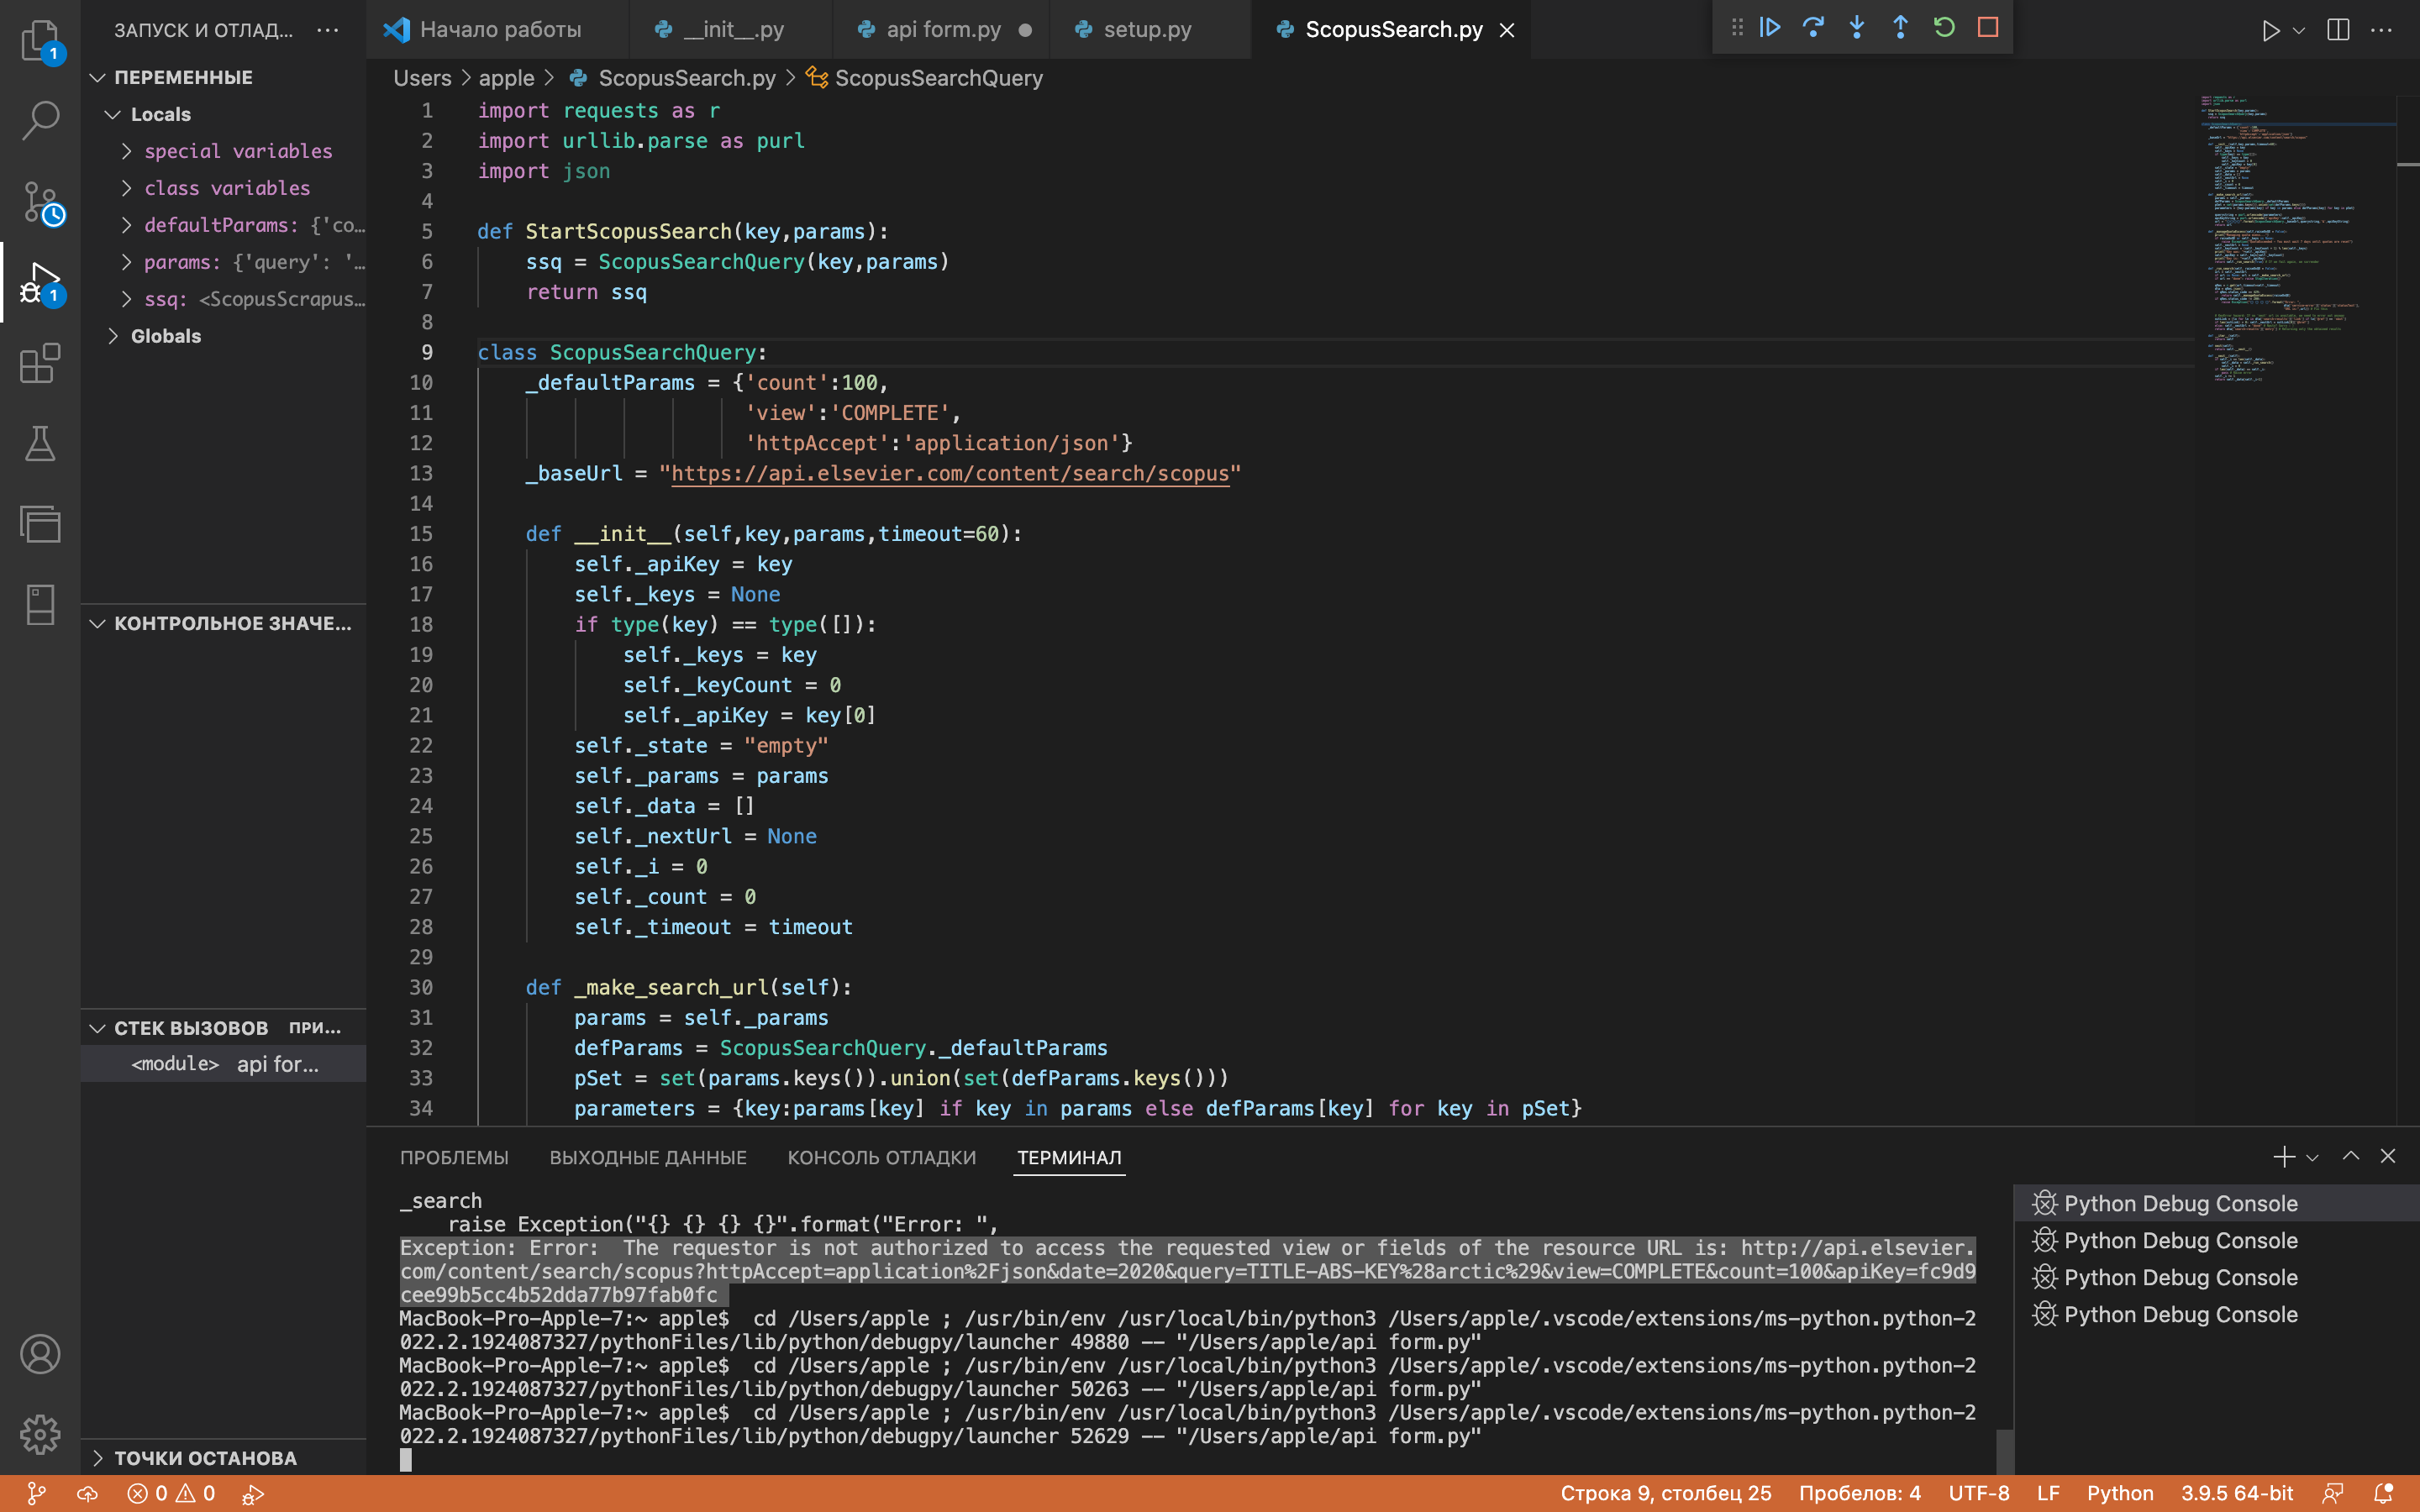 ЗАПУСК И ОТЛАД... ···
Начало работы
__init__.py
api form.py
setup.py
ScopusSearch.py
Users > apple > ScopusSearch.py > ScopusSearchQuery
ПЕРЕМЕННЫЕ
Locals
special variables
class variables
defaultParams: {'co...
params: {'query': '...
ssq: <ScopusScrapus...
Globals
КОНТРОЛЬНОЕ ЗНАЧЕ...
СТЕК ВЫЗОВОВ ПРИ...
<module> api for...
ТОЧКИ ОСТАНОВА
1 import requests as r
2 import urllib.parse as purl
3 import json
4
5 def StartScopusSearch(key,params):
6 ssq = ScopusSearchQuery(key,params)
7 return ssq
8
9 class ScopusSearchQuery:
10 _defaultParams = {'count':100,
11 'view':'COMPLETE',
12 'httpAccept':'application/json'}
13 _baseUrl = "https://api.elsevier.com/content/search/scopus"
14
15 def __init__(self,key,params,timeout=60):
16 self._apiKey = key
17 self._keys = None
18 if type(key) == type([]):
19 self._keys = key
20 self._keyCount = 0
21 self._apiKey = key[0]
22 self._state = "empty"
23 self._params = params
24 self._data = []
25 self._nextUrl = None
26 self._i = 0
27 self._count = 0
28 self._timeout = timeout
29
30 def _make_search_url(self):
31 params = self._params
32 defParams = ScopusSearchQuery._defaultParams
33 pSet = set(params.keys()).union(set(defParams.keys()))
34 parameters = {key:params[key] if key in params else defParams[key] for key in pSet}
ПРОБЛЕМЫ ВЫХОДНЫЕ ДАННЫЕ КОНСОЛЬ ОТЛАДКИ ТЕРМИНАЛ
_search
raise Exception("{} {} {} {}".format("Error: ",
Exception: Error:  The requestor is not authorized to access the requested view or fields of the resource URL is: http://api.elsevier.
com/content/search/scopus?httpAccept=application%2Fjson&date=2020&query=TITLE-ABS-KEY%28arctic%29&view=COMPLETE&count=100&apiKey=fc9d9
cee99b5cc4b52dda77b97fab0fc
MacBook-Pro-Apple-7:~ apple$  cd /Users/apple ; /usr/bin/env /usr/local/bin/python3 /Users/apple/.vscode/extensions/ms-python.python-2
022.2.1924087327/pythonFiles/lib/python/debugpy/launcher 49880 -- "/Users/apple/api form.py"
MacBook-Pro-Apple-7:~ apple$  cd /Users/apple ; /usr/bin/env /usr/local/bin/python3 /Users/apple/.vscode/extensions/ms-python.python-2
022.2.1924087327/pythonFiles/lib/python/debugpy/launcher 50263 -- "/Users/apple/api form.py"
MacBook-Pro-Apple-7:~ apple$  cd /Users/apple ; /usr/bin/env /usr/local/bin/python3 /Users/apple/.vscode/extensions/ms-python.python-2
022.2.1924087327/pythonFiles/lib/python/debugpy/launcher 52629 -- "/Users/apple/api form.py"
Python Debug Console
Python Debug Console
Python Debug Console
Python Debug Console
1
1
0 0
Строка 9, столбец 25 Пробелов: 4 UTF-8 LF Python 3.9.5 64-bit